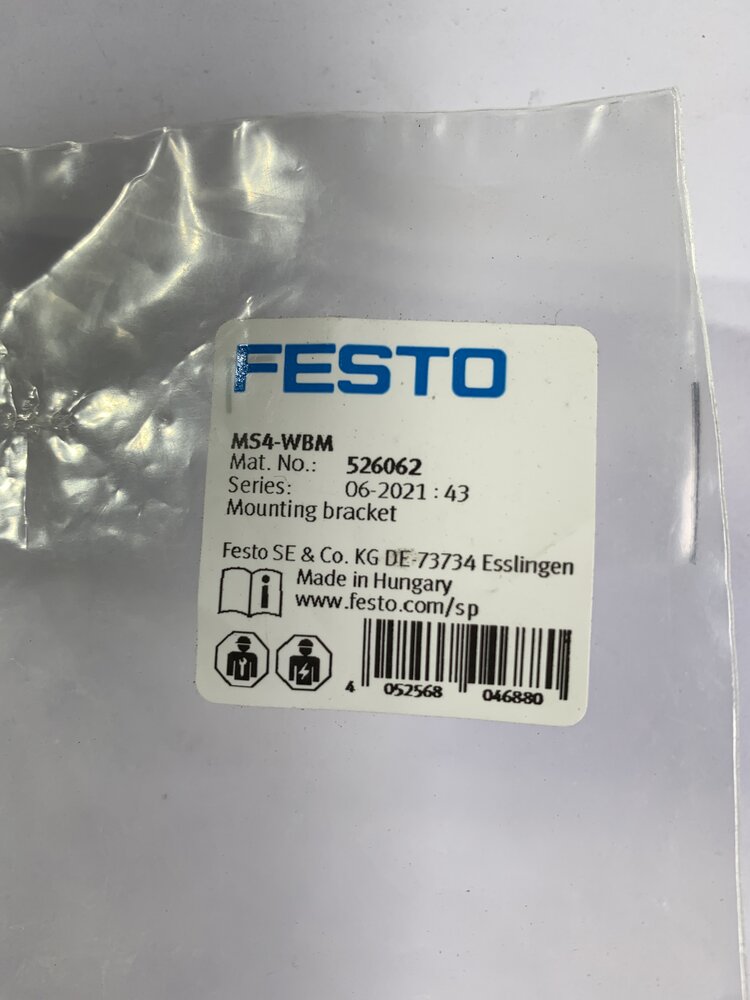 FESTO
MS4-WBM
Mat. No.: 526062
Series: 06-2021 : 43
Mounting bracket
Festo SE & Co. KG DE-73734 Esslingen
Made in Hungary
www.festo.com/sp
4 052568 046880